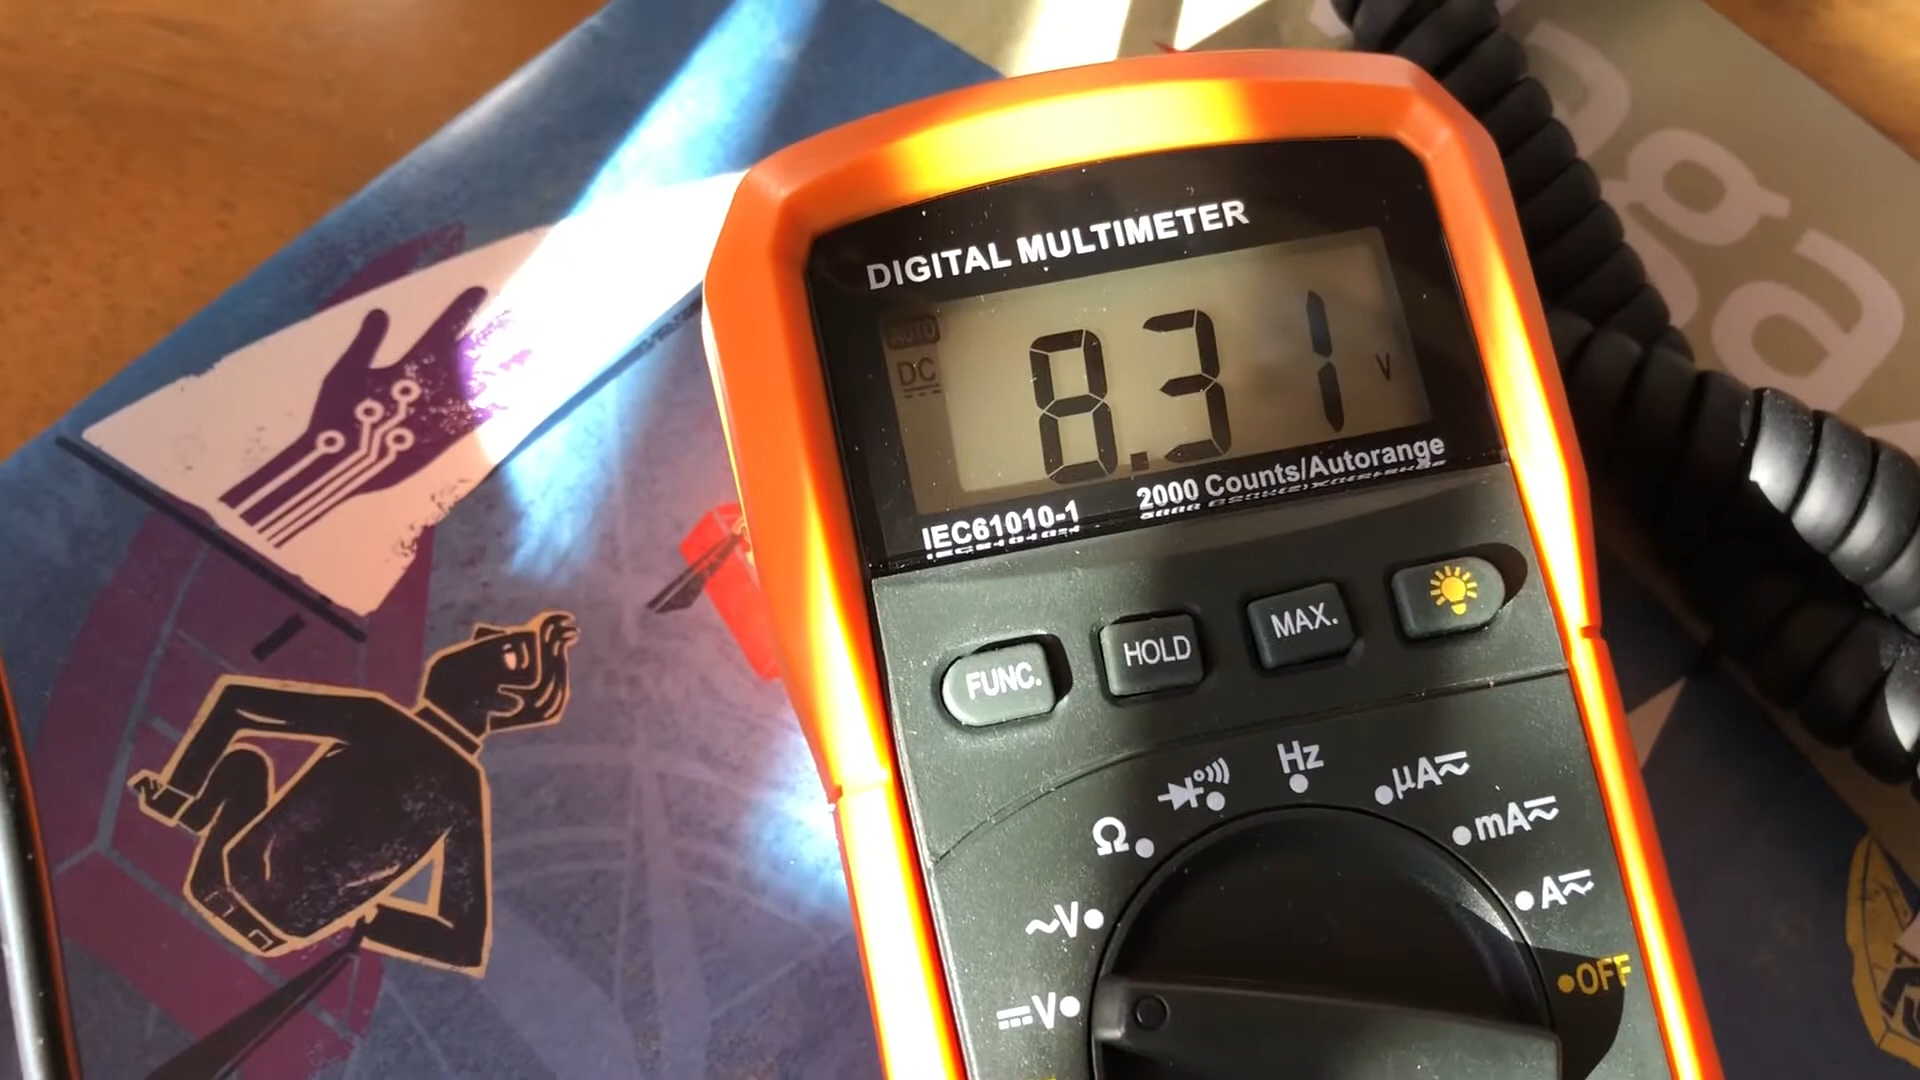 DIGITAL MULTIMETER
AUTO
DC
8.31 V
IEC61010-1
2000 Counts/Autorange
FUNC.
HOLD
MAX.
Hz
μA
mA
A
OFF
Ω
~V
V